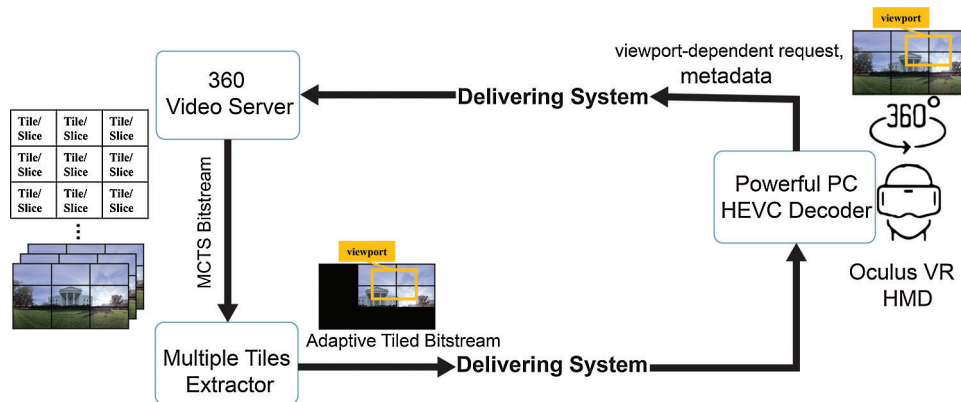 viewport
viewport-dependent request,
metadata
360
Video Server
Delivering System
360°
Tile/ Tile/ Tile/
Slice Slice Slice
Tile/ Tile/ Tile/
Slice Slice Slice
Tile/ Tile/ Tile/
Slice Slice Slice
MCTS Bitstream
Powerful PC
HEVC Decoder
viewport
Oculus VR
HMD
Adaptive Tiled Bitstream
Multiple Tiles
Extractor
Delivering System